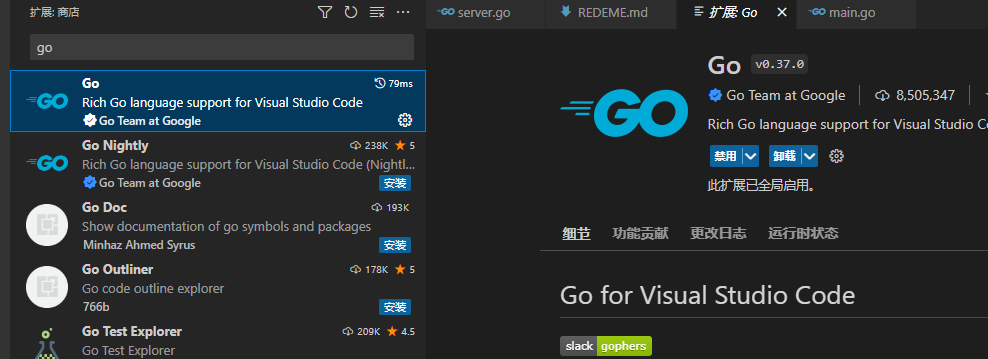 扩展: 商店
go
Go 79ms
Rich Go language support for Visual Studio Code
Go Team at Google
Go Nightly 238K 5
Rich Go language support for Visual Studio Code (Nightl...
Go Team at Google 安装
Go Doc 193K
Show documentation of go symbols and packages
Minhaz Ahmed Syrus 安装
Go Outliner 178K 5
Go code outline explorer
766b 安装
Go Test Explorer 209K 4.5
Go Test Explorer
server.go REDEME.md 扩展: Go main.go
GO
Go v0.37.0
Go Team at Google 8,505,347
Rich Go language support for Visual Studio C
禁用 卸载
此扩展已全局启用。
细节 功能贡献 更改日志 运行时状态
Go for Visual Studio Code
slack gophers